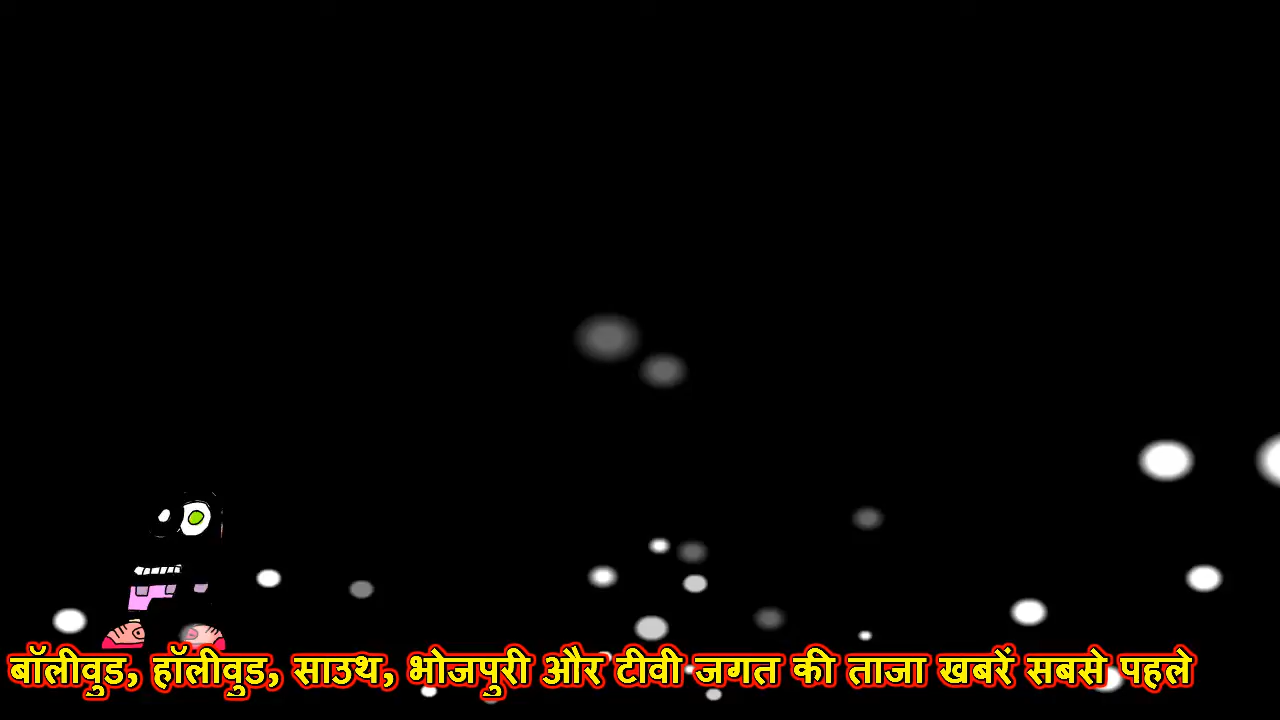 बॉलीवुड, हॉलीवुड, साउथ, भोजपुरी और टीवी जगत की ताजा खबरें सबसे पहले